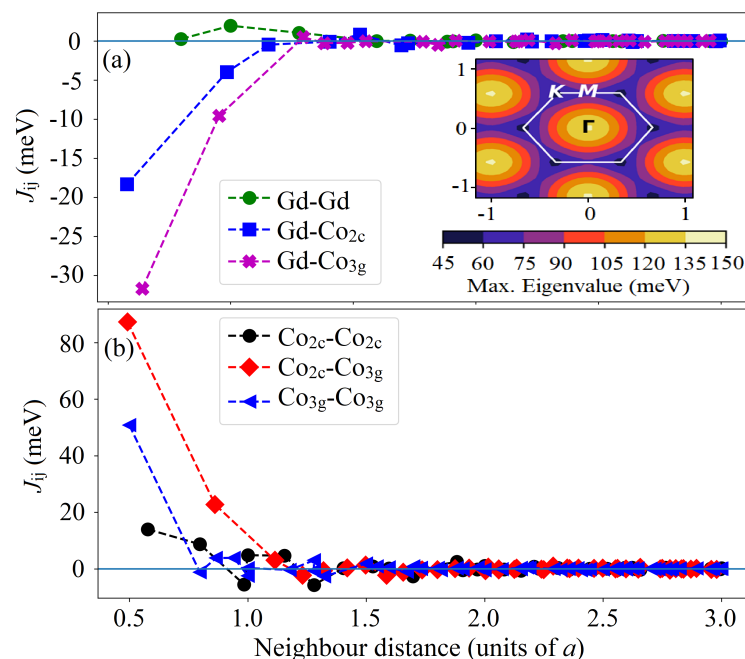 0
-5
-10
-15
-20
-25
-30
J_ij (meV)
(a)
Gd-Gd
Gd-Co_2c
Gd-Co_3g
1
0
-1
K M
Γ
-1 0 1
45 60 75 90 105 120 135 150
Max. Eigenvalue (meV)
80
60
40
20
0
J_ij (meV)
(b)
Co_2c-Co_2c
Co_2c-Co_3g
Co_3g-Co_3g
0.5 1.0 1.5 2.0 2.5 3.0
Neighbour distance (units of a)